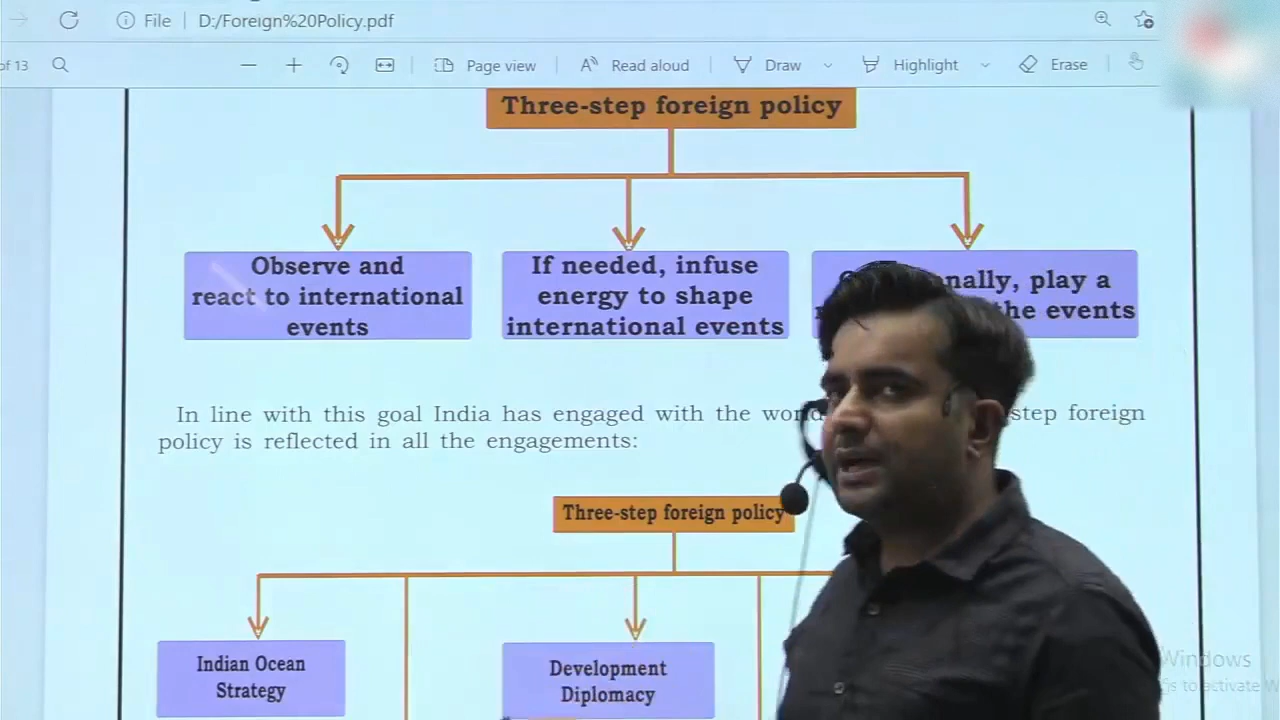 File
D:/Foreign%20Policy.pdf
of 13
Page view
Read aloud
Draw
Highlight
Erase
Three-step foreign policy
Observe and
react to international
events
If needed, infuse
energy to shape
international events
play a
the events
In line with this goal India has engaged with the step foreign
policy is reflected in all the engagements:
Three-step foreign policy
Indian Ocean
Strategy
Development
Diplomacy
Windows
to activate